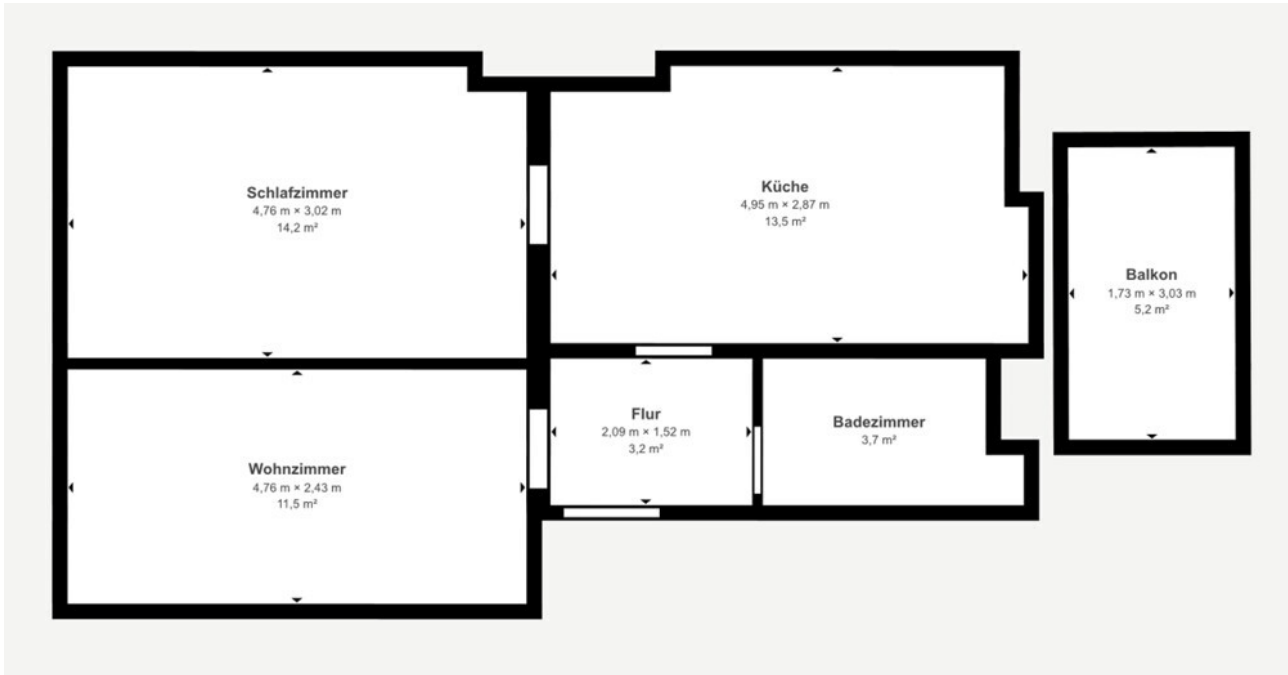 Schlafzimmer
4,76 m × 3,02 m
14,2 m²
Küche
4,95 m × 2,87 m
13,5 m²
Balkon
1,73 m × 3,03 m
5,2 m²
Flur
2,09 m × 1,52 m
3,2 m²
Badezimmer
3,7 m²
Wohnzimmer
4,76 m × 2,43 m
11,5 m²